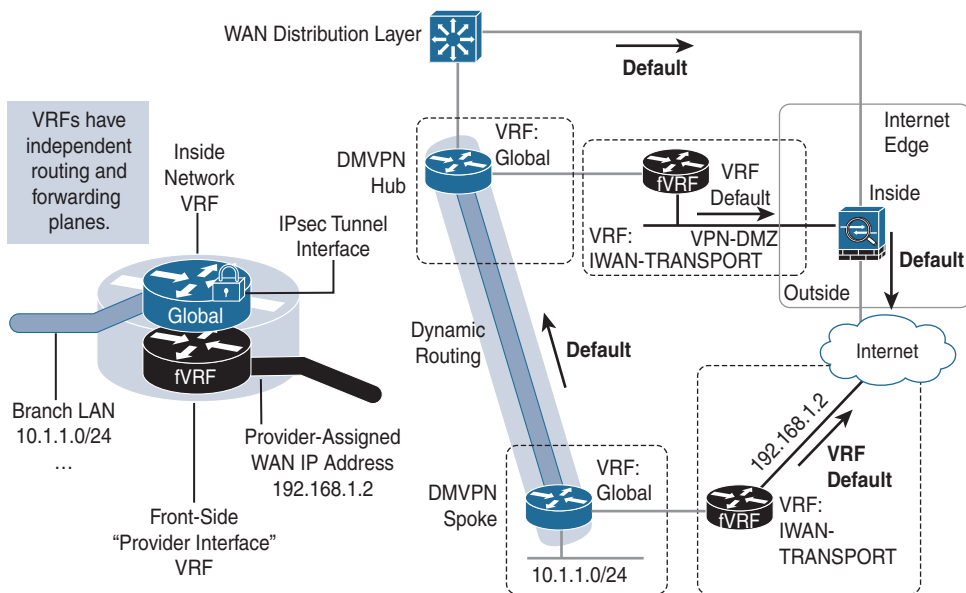 WAN Distribution Layer
Default
VRFs have
independent
routing and
forwarding
planes.
Inside
Network
VRF
IPsec Tunnel
Interface
Global
fVRF
Branch LAN
10.1.1.0/24
...
Provider-Assigned
WAN IP Address
192.168.1.2
Front-Side
“Provider Interface”
VRF
DMVPN
Hub
VRF:
Global
fVRF
VRF
Default
VRF:
IWAN-TRANSPORT
VPN-DMZ
Internet
Edge
Inside
Default
Outside
Internet
Dynamic
Routing
Default
DMVPN
Spoke
VRF:
Global
10.1.1.0/24
192.168.1.2
VRF
Default
fVRF
VRF:
IWAN-
TRANSPORT